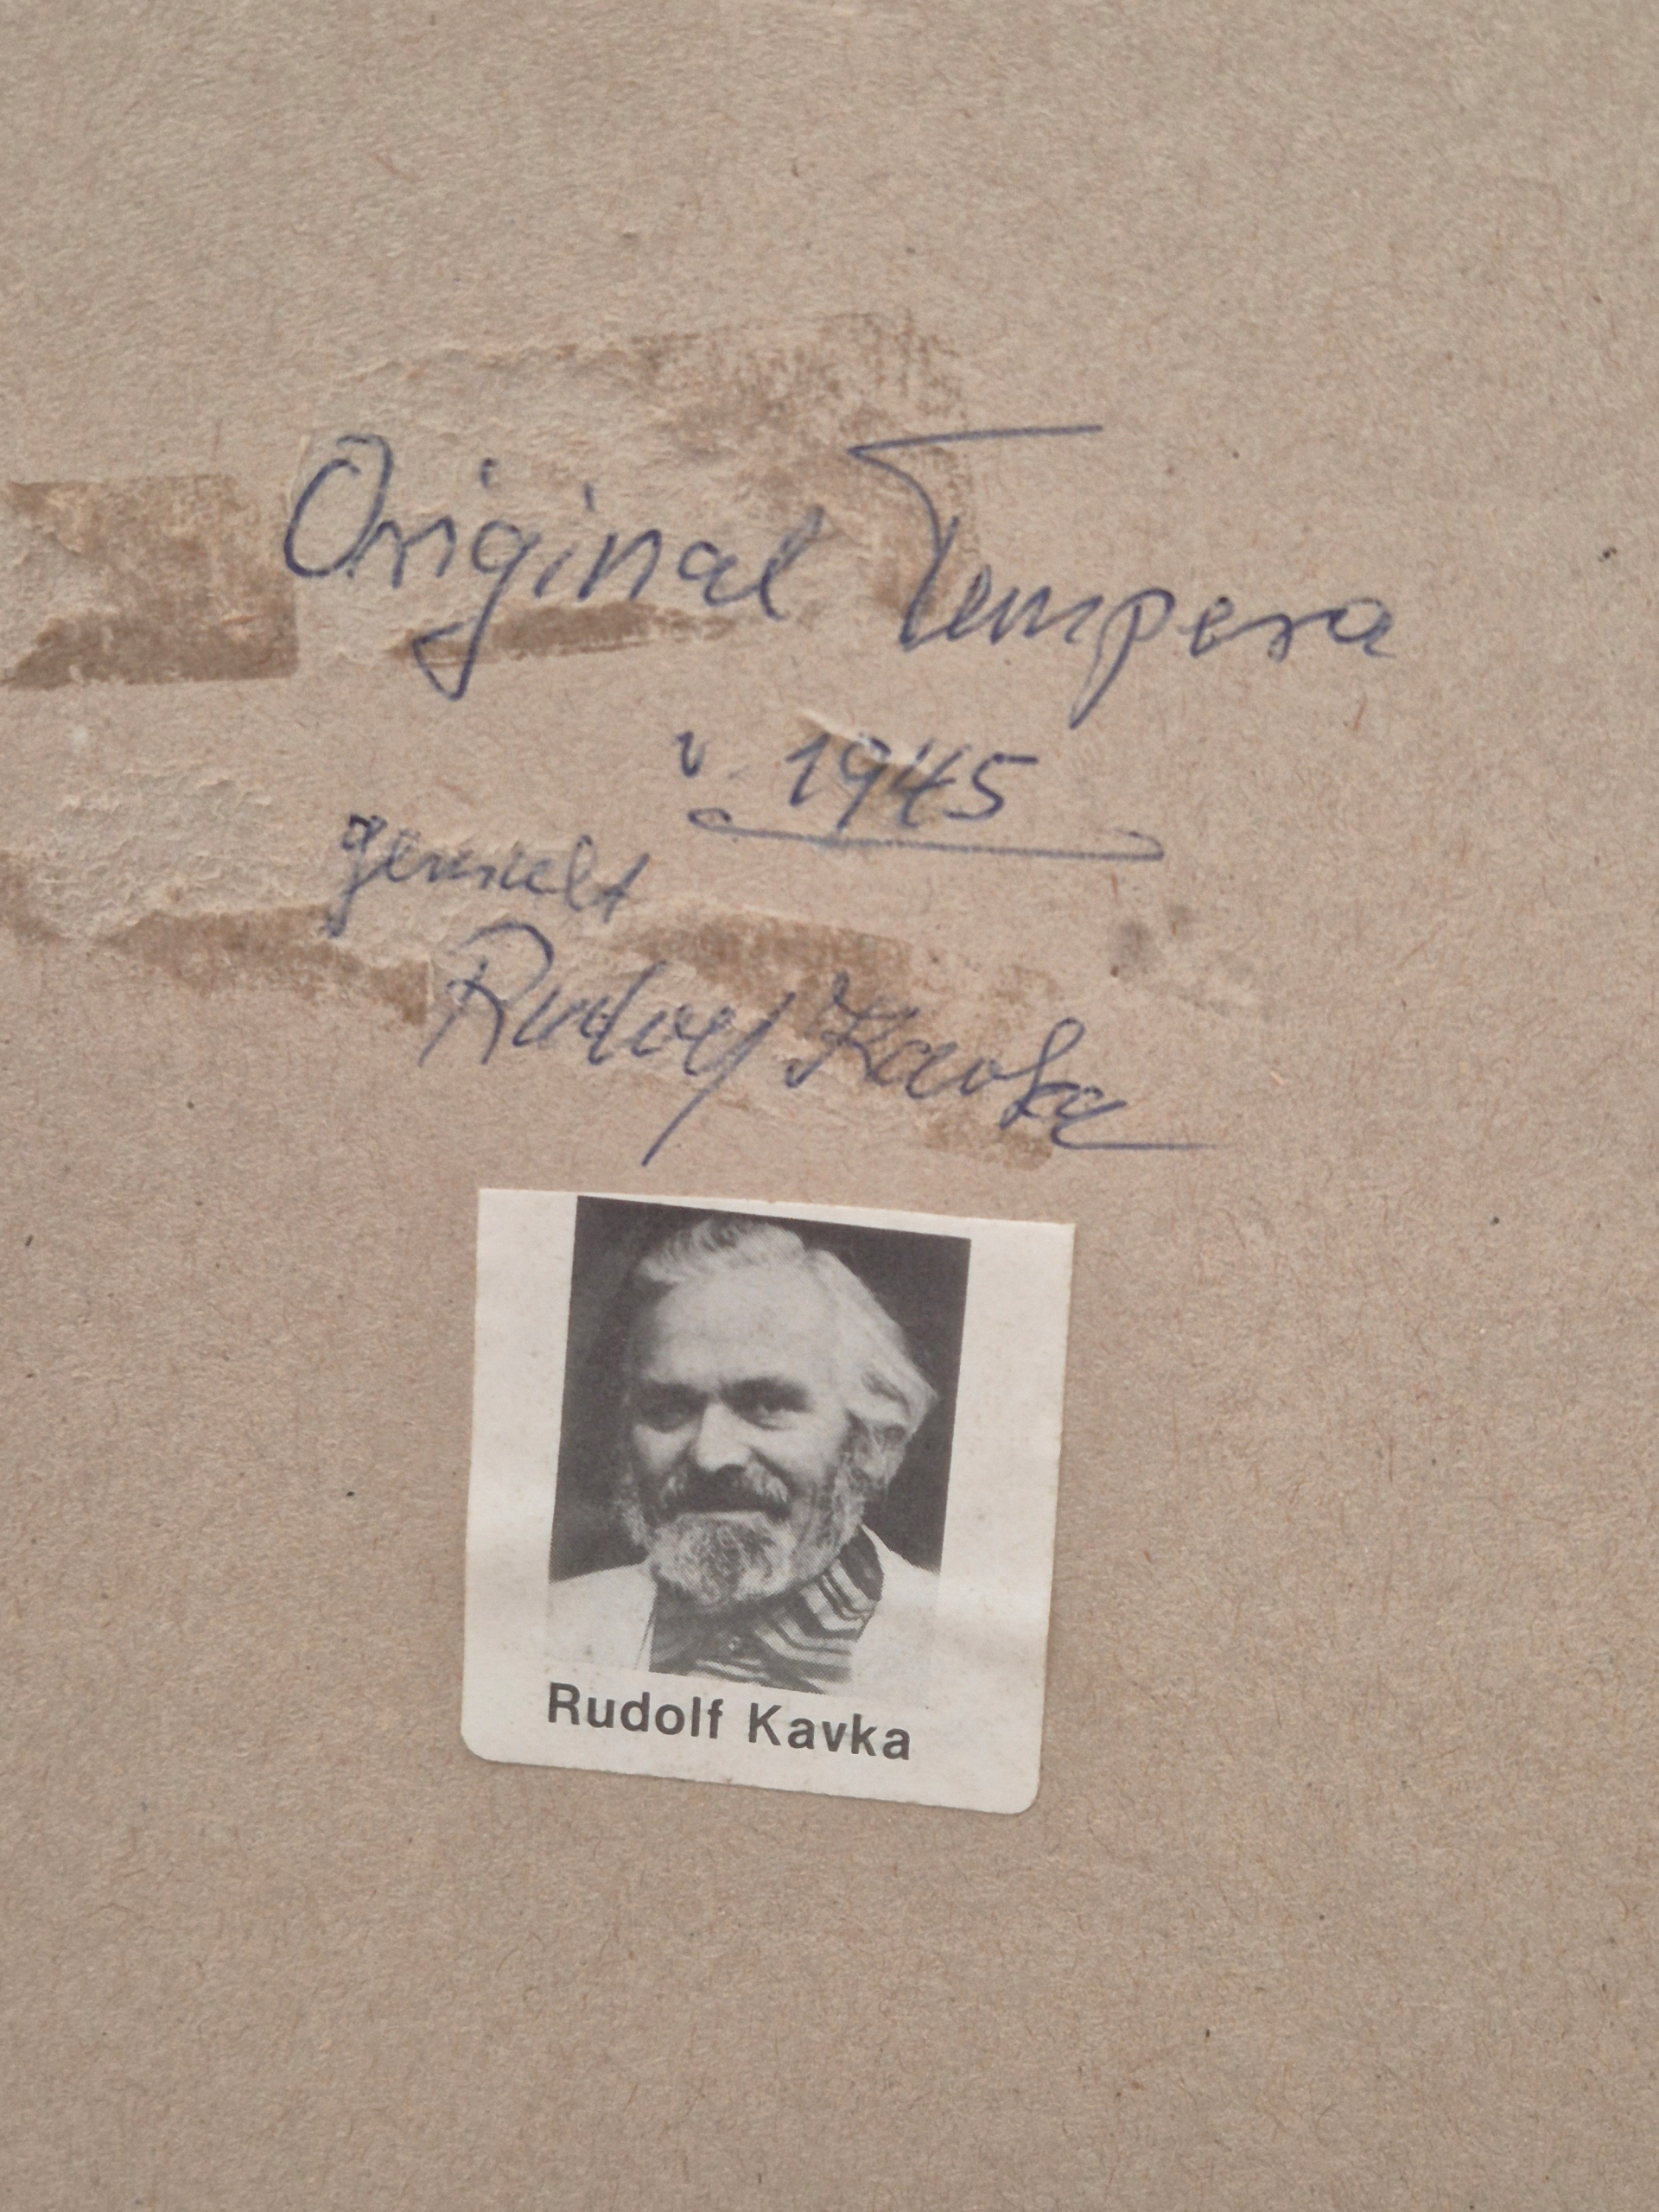 Original Tempera
v. 1945
gemalt
Rudolf Kavka
Rudolf Kavka